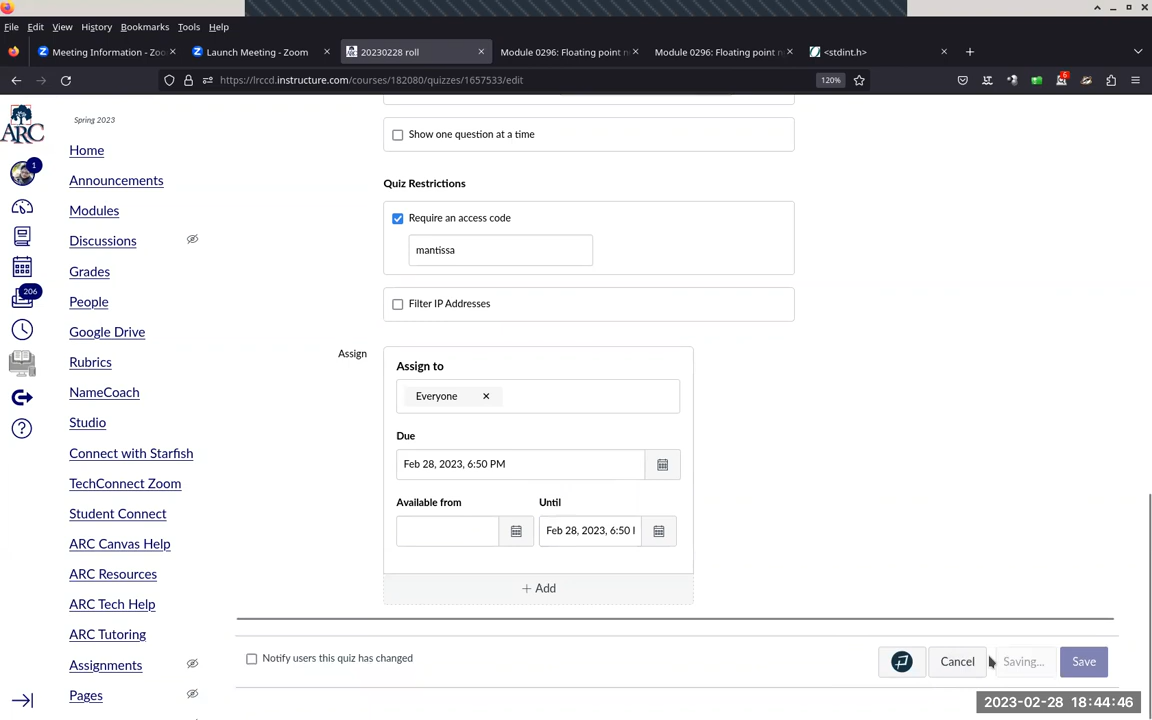 File Edit View History Bookmarks Tools Help
Meeting Information - Zoo
Launch Meeting - Zoom
20230228 roll
Module 0296: Floating point n
Module 0296: Floating point n
<stdint.h>
https://lrccd.instructure.com/courses/182080/quizzes/1657533/edit
120%
6
ARC
Spring 2023
1
206
Home
Announcements
Modules
Discussions
Grades
People
Google Drive
Rubrics
NameCoach
Studio
Connect with Starfish
TechConnect Zoom
Student Connect
ARC Canvas Help
ARC Resources
ARC Tech Help
ARC Tutoring
Assignments
Pages
Show one question at a time
Quiz Restrictions
Require an access code
mantissa
Filter IP Addresses
Assign
Assign to
Everyone
Due
Feb 28, 2023, 6:50 PM
Available from
Until
Feb 28, 2023, 6:50 
+ Add
Notify users this quiz has changed
Cancel
Saving...
Save
2023-02-28 18:44:46